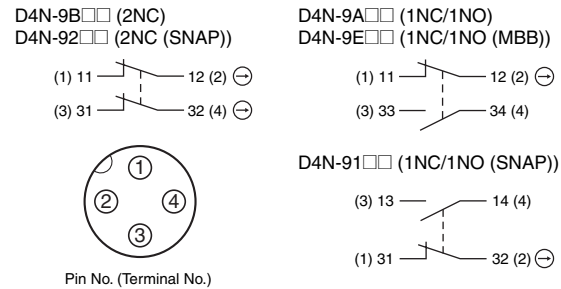 D4N-9B□□ (2NC)
D4N-92□□ (2NC (SNAP))
(1) 11 12 (2)
(3) 31 32 (4)
1
2 4
3
Pin No. (Terminal No.)
D4N-9A□□ (1NC/1NO)
D4N-9E□□ (1NC/1NO (MBB))
(1) 11 12 (2)
(3) 33 34 (4)
D4N-91□□ (1NC/1NO (SNAP))
(3) 13 14 (4)
(1) 31 32 (2)